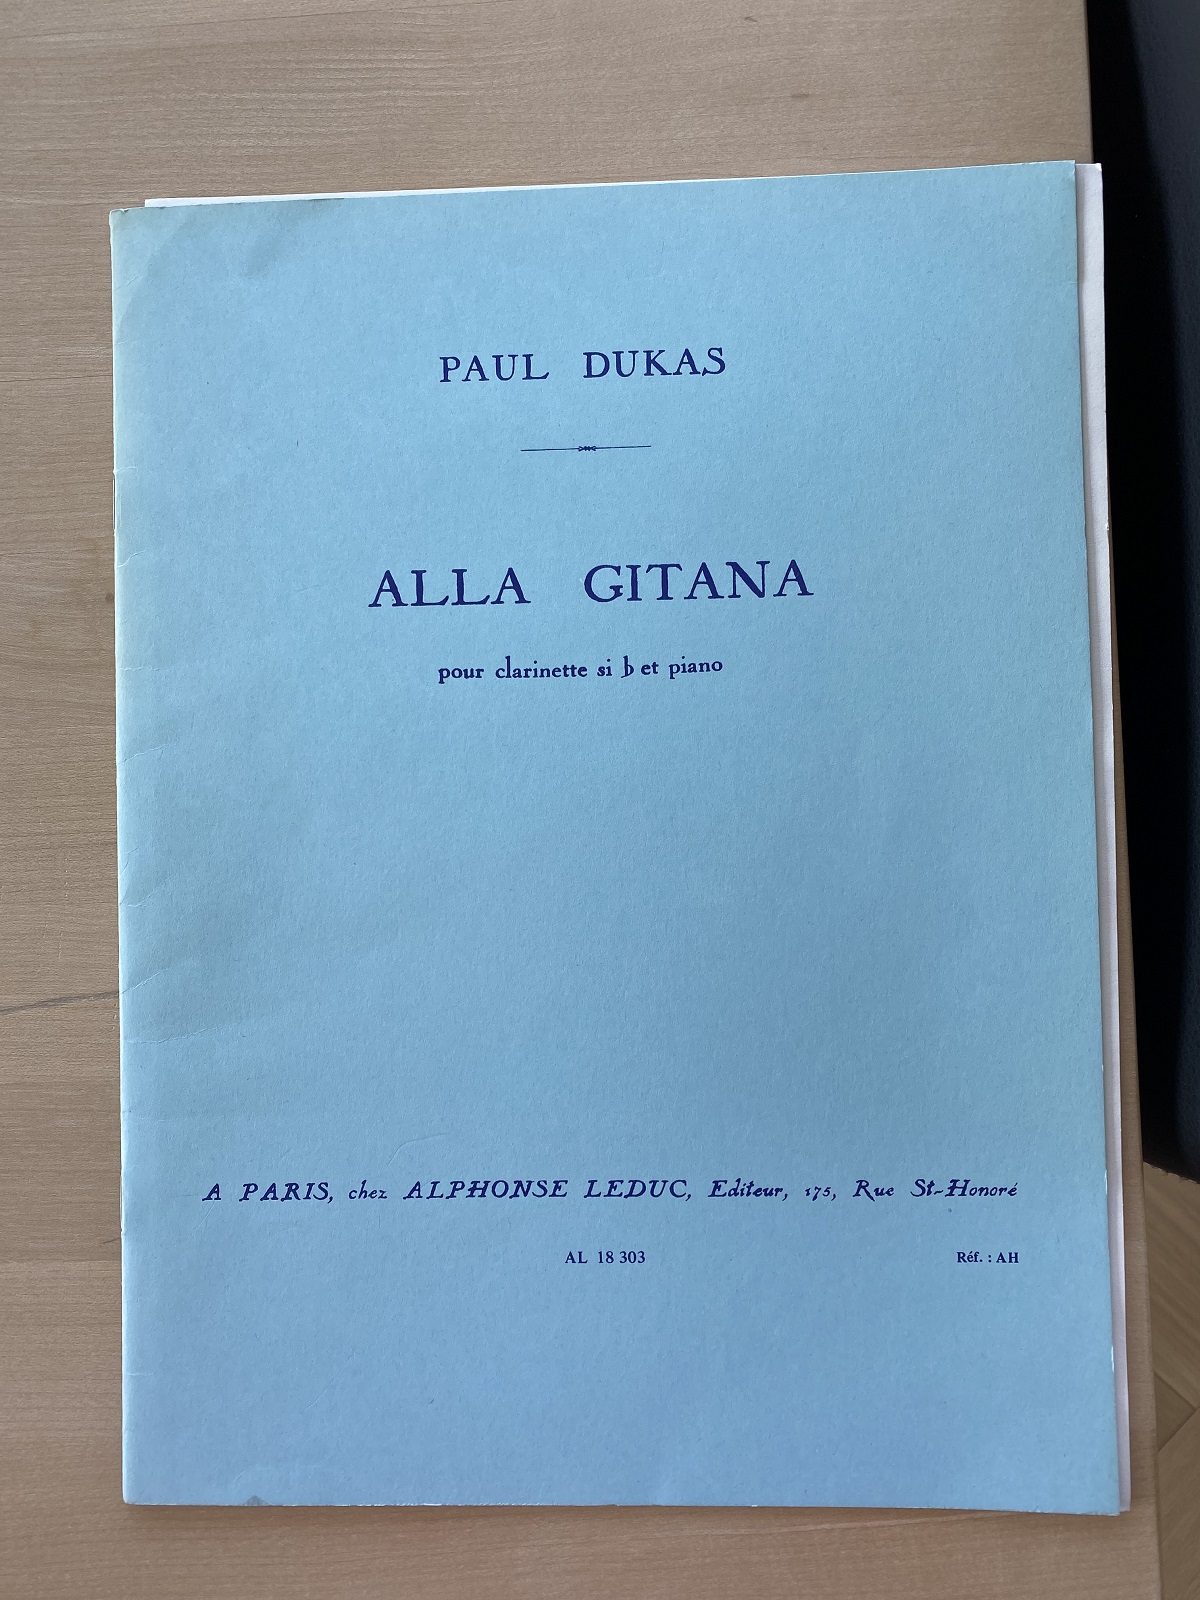 PAUL DUKAS
ALLA GITANA
pour clarinette si ♭ et piano
A PARIS, chez ALPHONSE LEDUC, Editeur, 175, Rue St-Honoré
AL 18 303
Réf. : AH